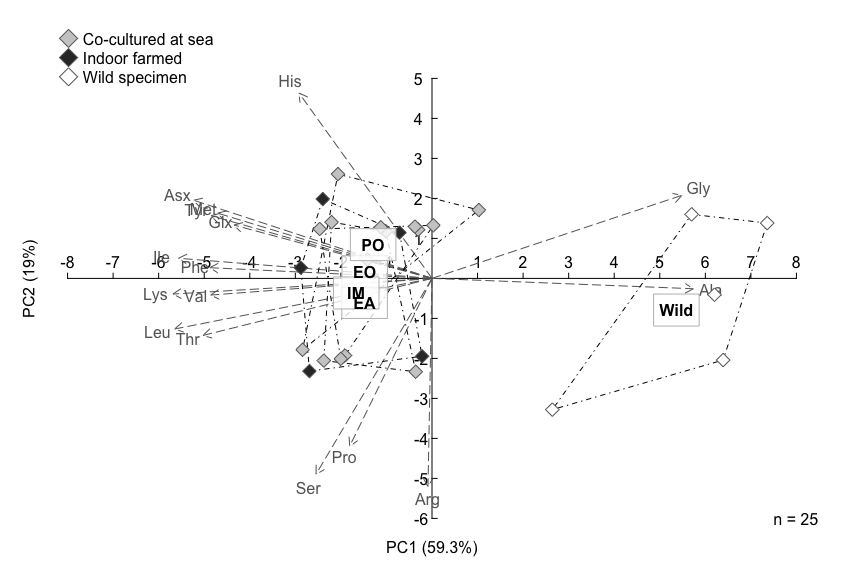 Co-cultured at sea
Indoor farmed
Wild specimen
5
His
4
3
2
Gly
Asx
Tyr
Met
Glx
1
PO
Ile
Phe
EO
-8 -7 -6 -5 -4 -3 -2 1 2 3 4 5 6 7 8
PC2 (19%)
Lys
Val
IM
EA
Ala
Wild
-1
Leu
Thr
-2
-3
-4
Pro
-5
Ser
Arg
-6
n = 25
PC1 (59.3%)